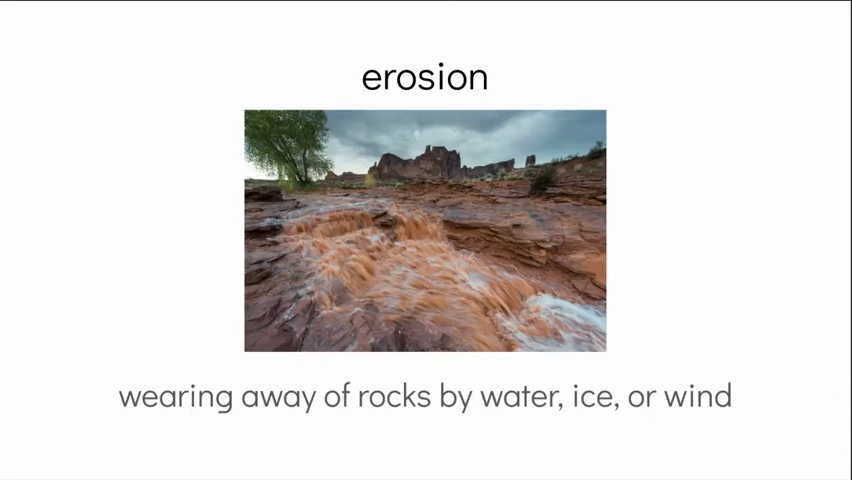 erosion
wearing away of rocks by water, ice, or wind